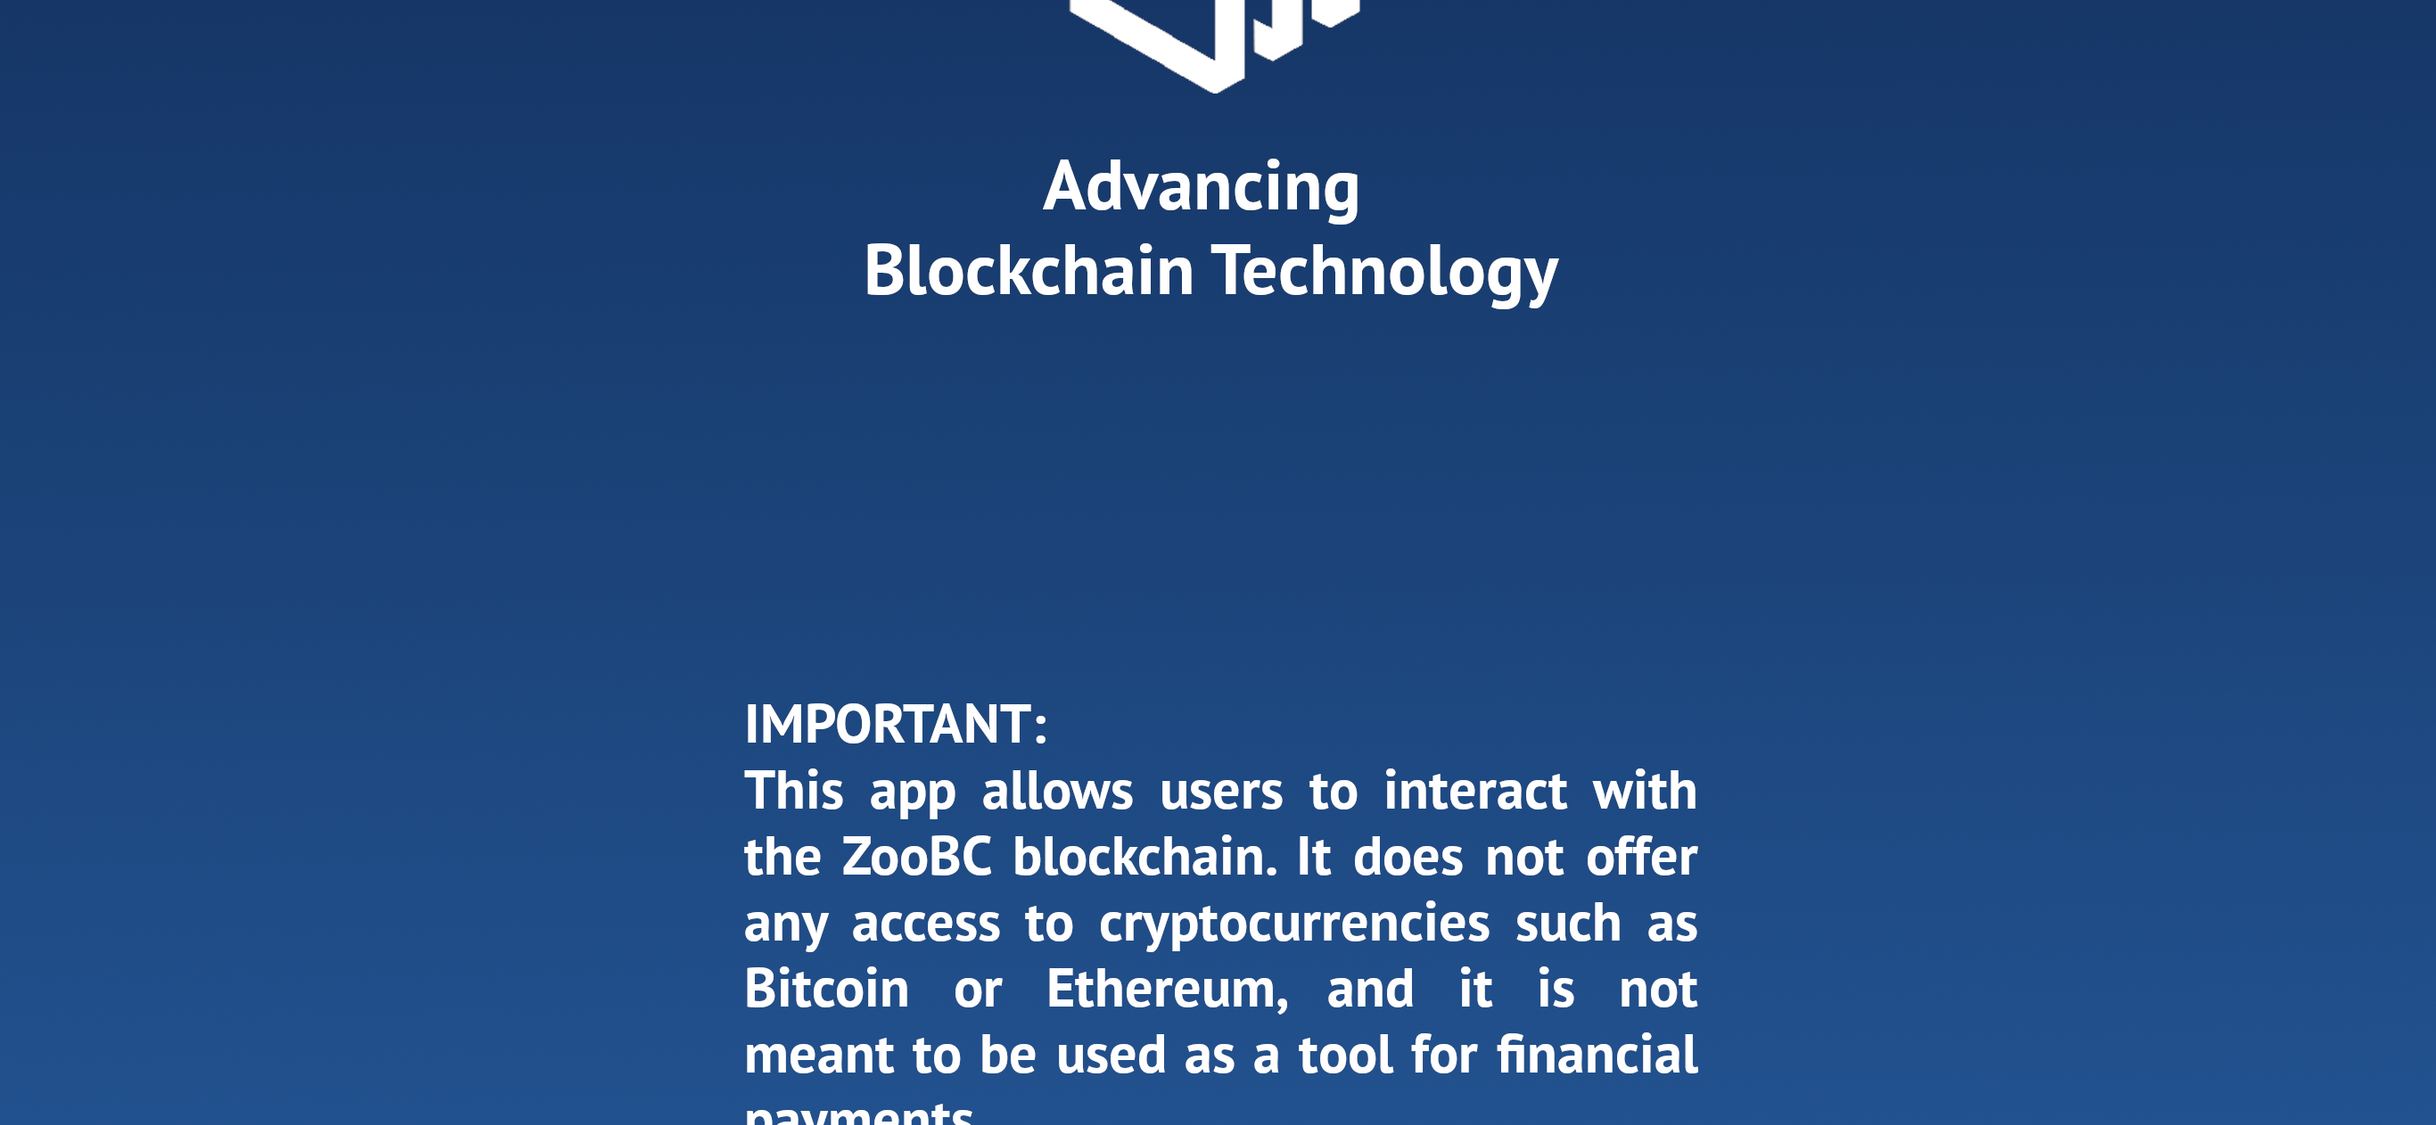 Advancing
Blockchain Technology
IMPORTANT:
This app allows users to interact with
the ZooBC blockchain. It does not offer
any access to cryptocurrencies such as
Bitcoin or Ethereum, and it is not
meant to be used as a tool for financial
payments.